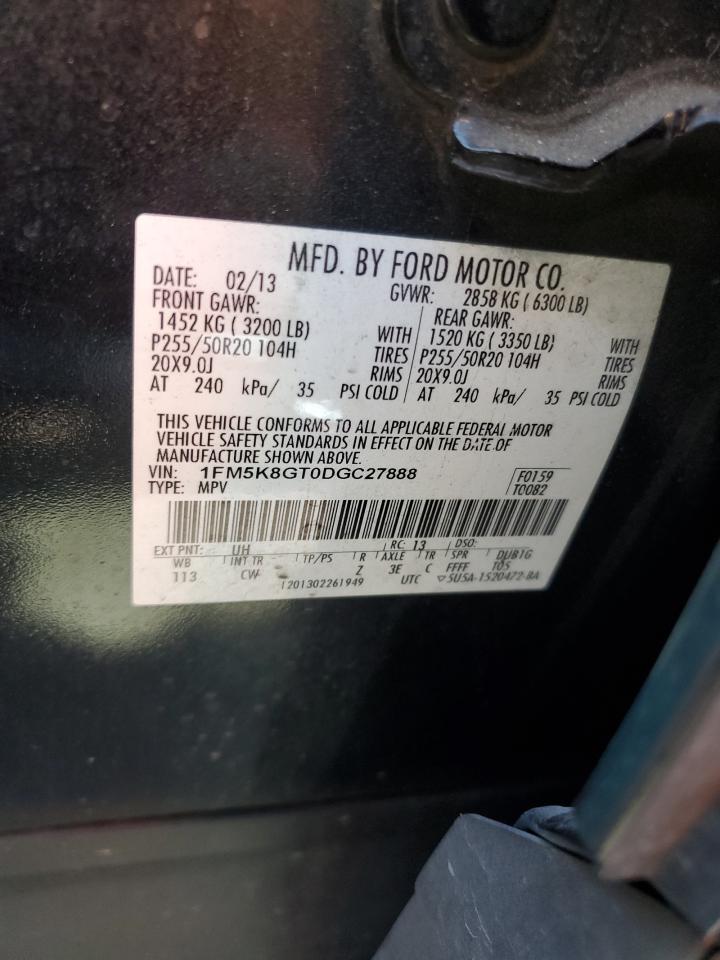 MFD. BY FORD MOTOR CO.
DATE: 02/13 GVWR: 2858 KG ( 6300 LB)
FRONT GAWR: REAR GAWR:
1452 KG ( 3200 LB) WITH 1520 KG ( 3350 LB) WITH
P255/50R20 104H TIRES P255/50R20 104H TIRES
20X9.0J RIMS 20X9.0J RIMS
AT 240 kPa/ 35 PSI COLD AT 240 kPa/ 35 PSI COLD
THIS VEHICLE CONFORMS TO ALL APPLICABLE FEDERAL MOTOR
VEHICLE SAFETY STANDARDS IN EFFECT ON THE DATE OF
MANUFACTURE SHOWN ABOVE.
VIN: 1FM5K8GT0DGC27888 F0159
TYPE: MPV T0082
EXT PNT: UH RC: 13 DSO:
WB INT TR TP/PS R AXLE TR SPR DUB1G
113 CW Z 3E C FFFF TOS
1201302261949 UTC ▽5U5A-1520472-BA